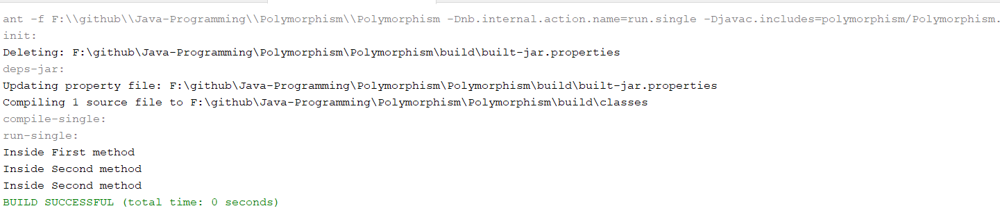 ant -f F:\\github\\Java-Programming\\Polymorphism\\Polymorphism -Dnb.internal.action.name=run.single -Djavac.includes=polymorphism/Polymorphism.
init:
Deleting: F:\github\Java-Programming\Polymorphism\Polymorphism\build\built-jar.properties
deps-jar:
Updating property file: F:\github\Java-Programming\Polymorphism\Polymorphism\build\built-jar.properties
Compiling 1 source file to F:\github\Java-Programming\Polymorphism\Polymorphism\build\classes
compile-single:
run-single:
Inside First method
Inside Second method
Inside Second method
BUILD SUCCESSFUL (total time: 0 seconds)